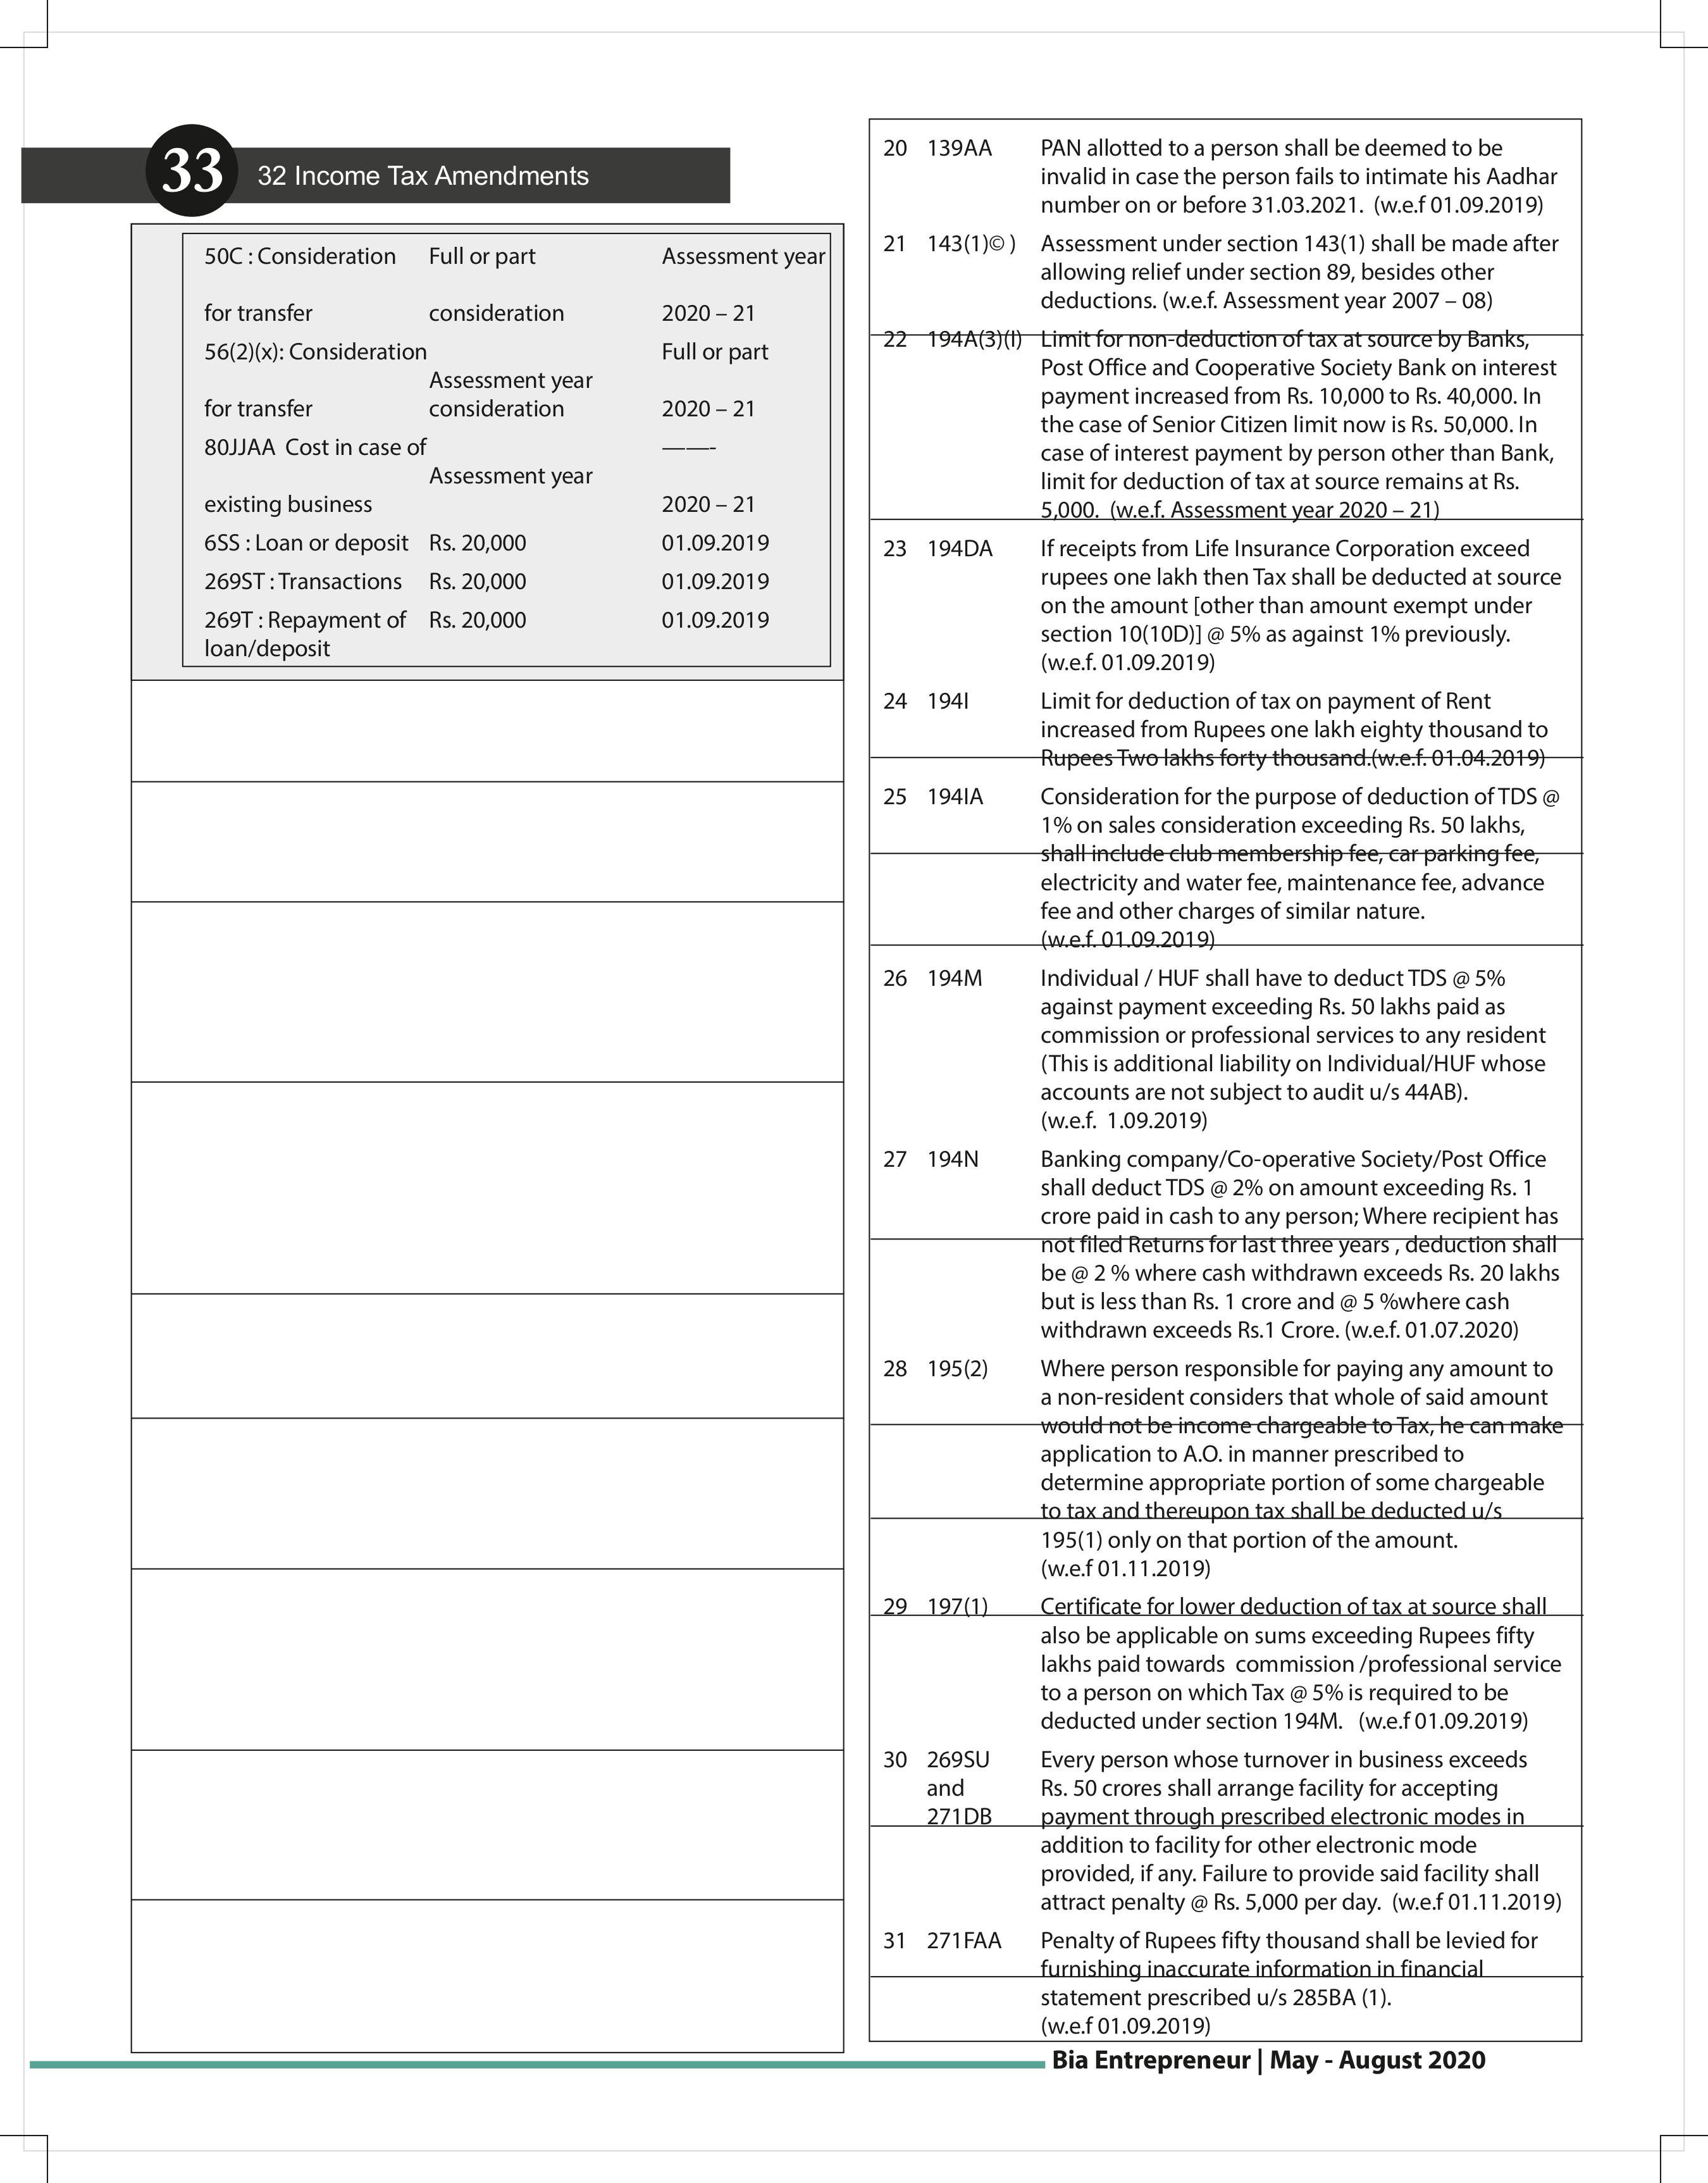 33 32 Income Tax Amendments
50C : Consideration Full or part Assessment year
for transfer consideration 2020 – 21
56(2)(x): Consideration Full or part
Assessment year
for transfer consideration 2020 – 21
80JJAA Cost in case of ——-
Assessment year
existing business 2020 – 21
6SS : Loan or deposit Rs. 20,000 01.09.2019
269ST : Transactions Rs. 20,000 01.09.2019
269T : Repayment of Rs. 20,000 01.09.2019
loan/deposit
20 139AA PAN allotted to a person shall be deemed to be
invalid in case the person fails to intimate his Aadhar
number on or before 31.03.2021. (w.e.f 01.09.2019)
21 143(1)© ) Assessment under section 143(1) shall be made after
allowing relief under section 89, besides other
deductions. (w.e.f. Assessment year 2007 – 08)
22 194A(3)(I) Limit for non-deduction of tax at source by Banks,
Post Office and Cooperative Society Bank on interest
payment increased from Rs. 10,000 to Rs. 40,000. In
the case of Senior Citizen limit now is Rs. 50,000. In
case of interest payment by person other than Bank,
limit for deduction of tax at source remains at Rs.
5,000. (w.e.f. Assessment year 2020 – 21)
23 194DA If receipts from Life Insurance Corporation exceed
rupees one lakh then Tax shall be deducted at source
on the amount [other than amount exempt under
section 10(10D)] @ 5% as against 1% previously.
(w.e.f. 01.09.2019)
24 194I Limit for deduction of tax on payment of Rent
increased from Rupees one lakh eighty thousand to
Rupees Two lakhs forty thousand.(w.e.f. 01.04.2019)
25 194IA Consideration for the purpose of deduction of TDS @
1% on sales consideration exceeding Rs. 50 lakhs,
shall include club membership fee, car parking fee,
electricity and water fee, maintenance fee, advance
fee and other charges of similar nature.
(w.e.f. 01.09.2019)
26 194M Individual / HUF shall have to deduct TDS @ 5%
against payment exceeding Rs. 50 lakhs paid as
commission or professional services to any resident
(This is additional liability on Individual/HUF whose
accounts are not subject to audit u/s 44AB).
(w.e.f. 1.09.2019)
27 194N Banking company/Co-operative Society/Post Office
shall deduct TDS @ 2% on amount exceeding Rs. 1
crore paid in cash to any person; Where recipient has
not filed Returns for last three years , deduction shall
be @ 2 % where cash withdrawn exceeds Rs. 20 lakhs
but is less than Rs. 1 crore and @ 5 %where cash
withdrawn exceeds Rs.1 Crore. (w.e.f. 01.07.2020)
28 195(2) Where person responsible for paying any amount to
a non-resident considers that whole of said amount
would not be income chargeable to Tax, he can make
application to A.O. in manner prescribed to
determine appropriate portion of some chargeable
to tax and thereupon tax shall be deducted u/s
195(1) only on that portion of the amount.
(w.e.f 01.11.2019)
29 197(1) Certificate for lower deduction of tax at source shall
also be applicable on sums exceeding Rupees fifty
lakhs paid towards commission /professional service
to a person on which Tax @ 5% is required to be
deducted under section 194M. (w.e.f 01.09.2019)
30 269SU Every person whose turnover in business exceeds
and Rs. 50 crores shall arrange facility for accepting
271DB payment through prescribed electronic modes in
addition to facility for other electronic mode
provided, if any. Failure to provide said facility shall
attract penalty @ Rs. 5,000 per day. (w.e.f 01.11.2019)
31 271FAA Penalty of Rupees fifty thousand shall be levied for
furnishing inaccurate information in financial
statement prescribed u/s 285BA (1).
(w.e.f 01.09.2019)
Bia Entrepreneur | May - August 2020